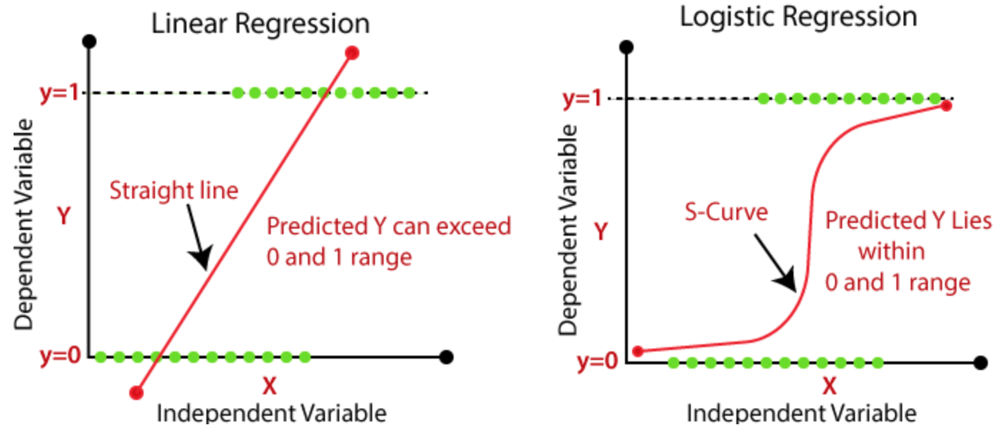 Linear Regression
y=1
Dependent Variable
Y
Straight line
Predicted Y can exceed
0 and 1 range
y=0
X
Independent Variable
Logistic Regression
y=1
Dependent Variable
Y
S-Curve
Predicted Y Lies
within
0 and 1 range
y=0
X
Independent Variable